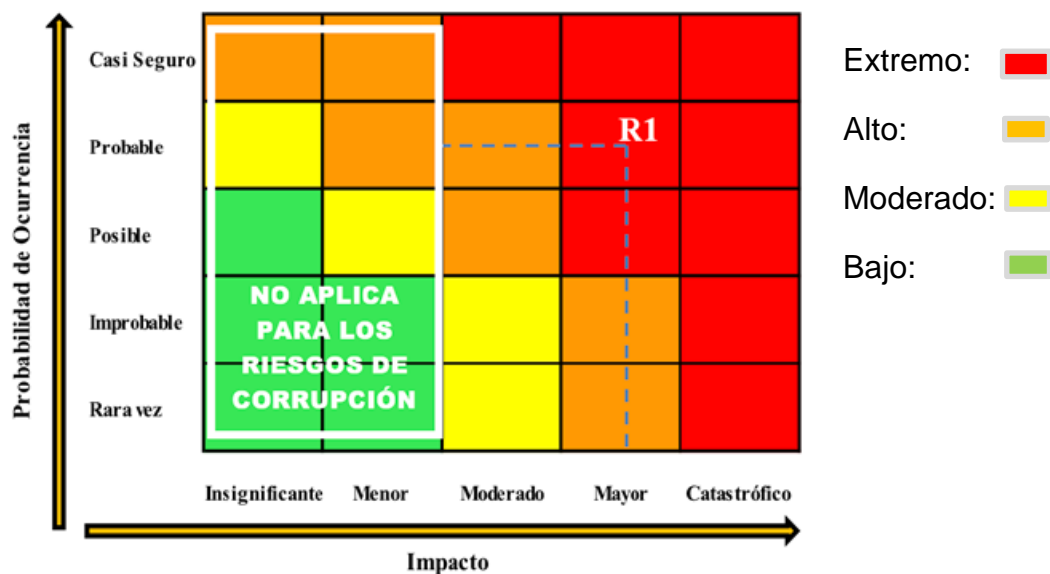 Probabilidad de Ocurrencia
Casi Seguro
Probable
Posible
Improbable
Rara vez
R1
NO APLICA
PARA LOS
RIESGOS DE
CORRUPCIÓN
Insignificante
Menor
Moderado
Mayor
Catastrófico
Impacto
Extremo:
Alto:
Moderado:
Bajo: